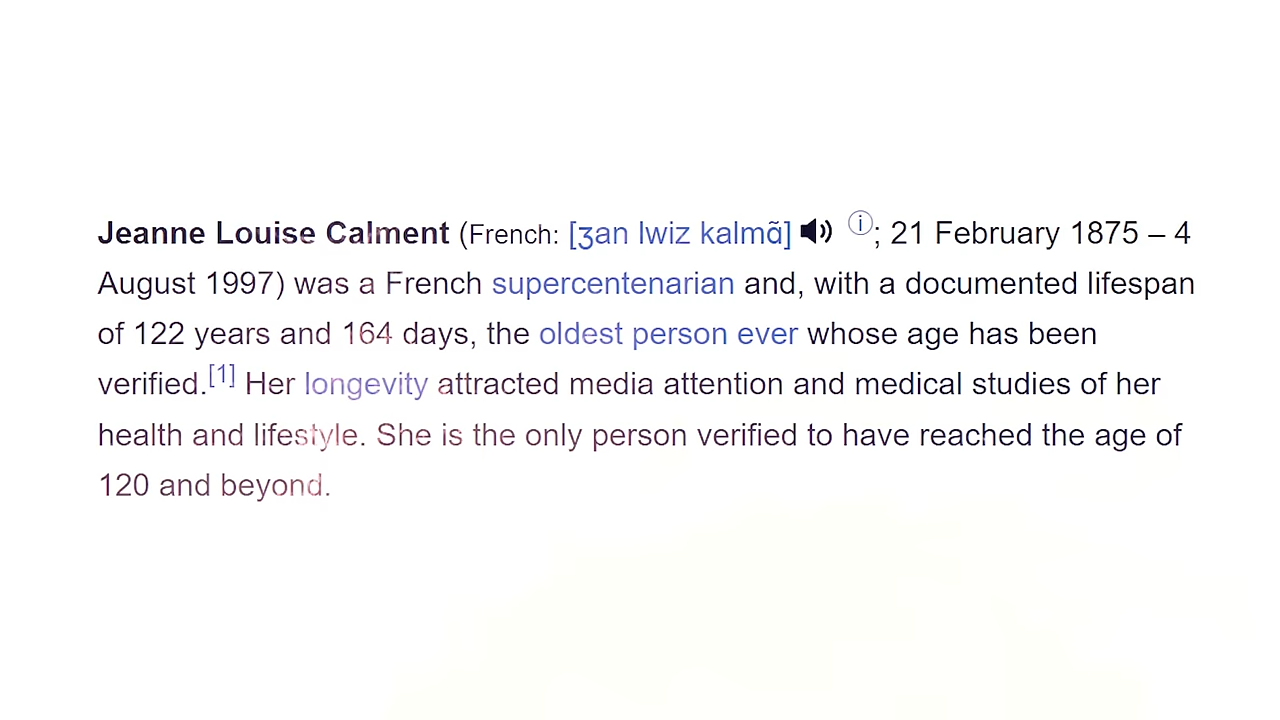 Jeanne Louise Calment (French: [ʒan lwiz kalmɑ̃] ⓘ; 21 February 1875 – 4
August 1997) was a French supercentenarian and, with a documented lifespan
of 122 years and 164 days, the oldest person ever whose age has been
verified.[1] Her longevity attracted media attention and medical studies of her
health and lifestyle. She is the only person verified to have reached the age of
120 and beyond.